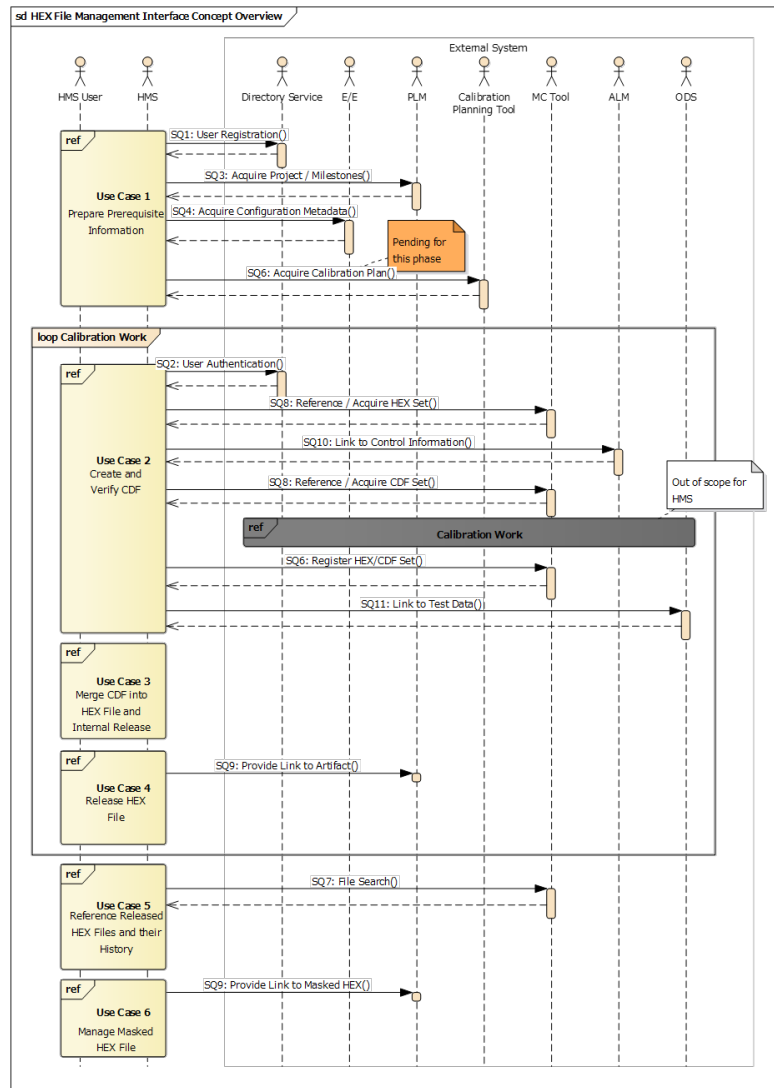 sd HEX File Management Interface Concept Overview
External System
HMS User
HMS
Directory Service
E/E
PLM
Calibration
Planning Tool
MC Tool
ALM
ODS
ref
Use Case 1
Prepare Prerequisite
Information
SQ1: User Registration()
SQ3: Acquire Project / Milestones()
SQ4: Acquire Configuration Metadata()
Pending for
this phase
SQ6: Acquire Calibration Plan()
loop Calibration Work
ref
Use Case 2
Create and
Verify CDF
SQ2: User Authentication()
SQ8: Reference / Acquire HEX Set()
SQ10: Link to Control Information()
SQ8: Reference / Acquire CDF Set()
Out of scope for
HMS
ref
Calibration Work
SQ6: Register HEX/CDF Set()
SQ11: Link to Test Data()
ref
Use Case 3
Merge CDF into
HEX File and
Internal Release
ref
Use Case 4
Release HEX
File
SQ9: Provide Link to Artifact()
ref
Use Case 5
Reference Released
HEX Files and their
History
SQ7: File Search()
ref
Use Case 6
Manage Masked
HEX File
SQ9: Provide Link to Masked HEX()